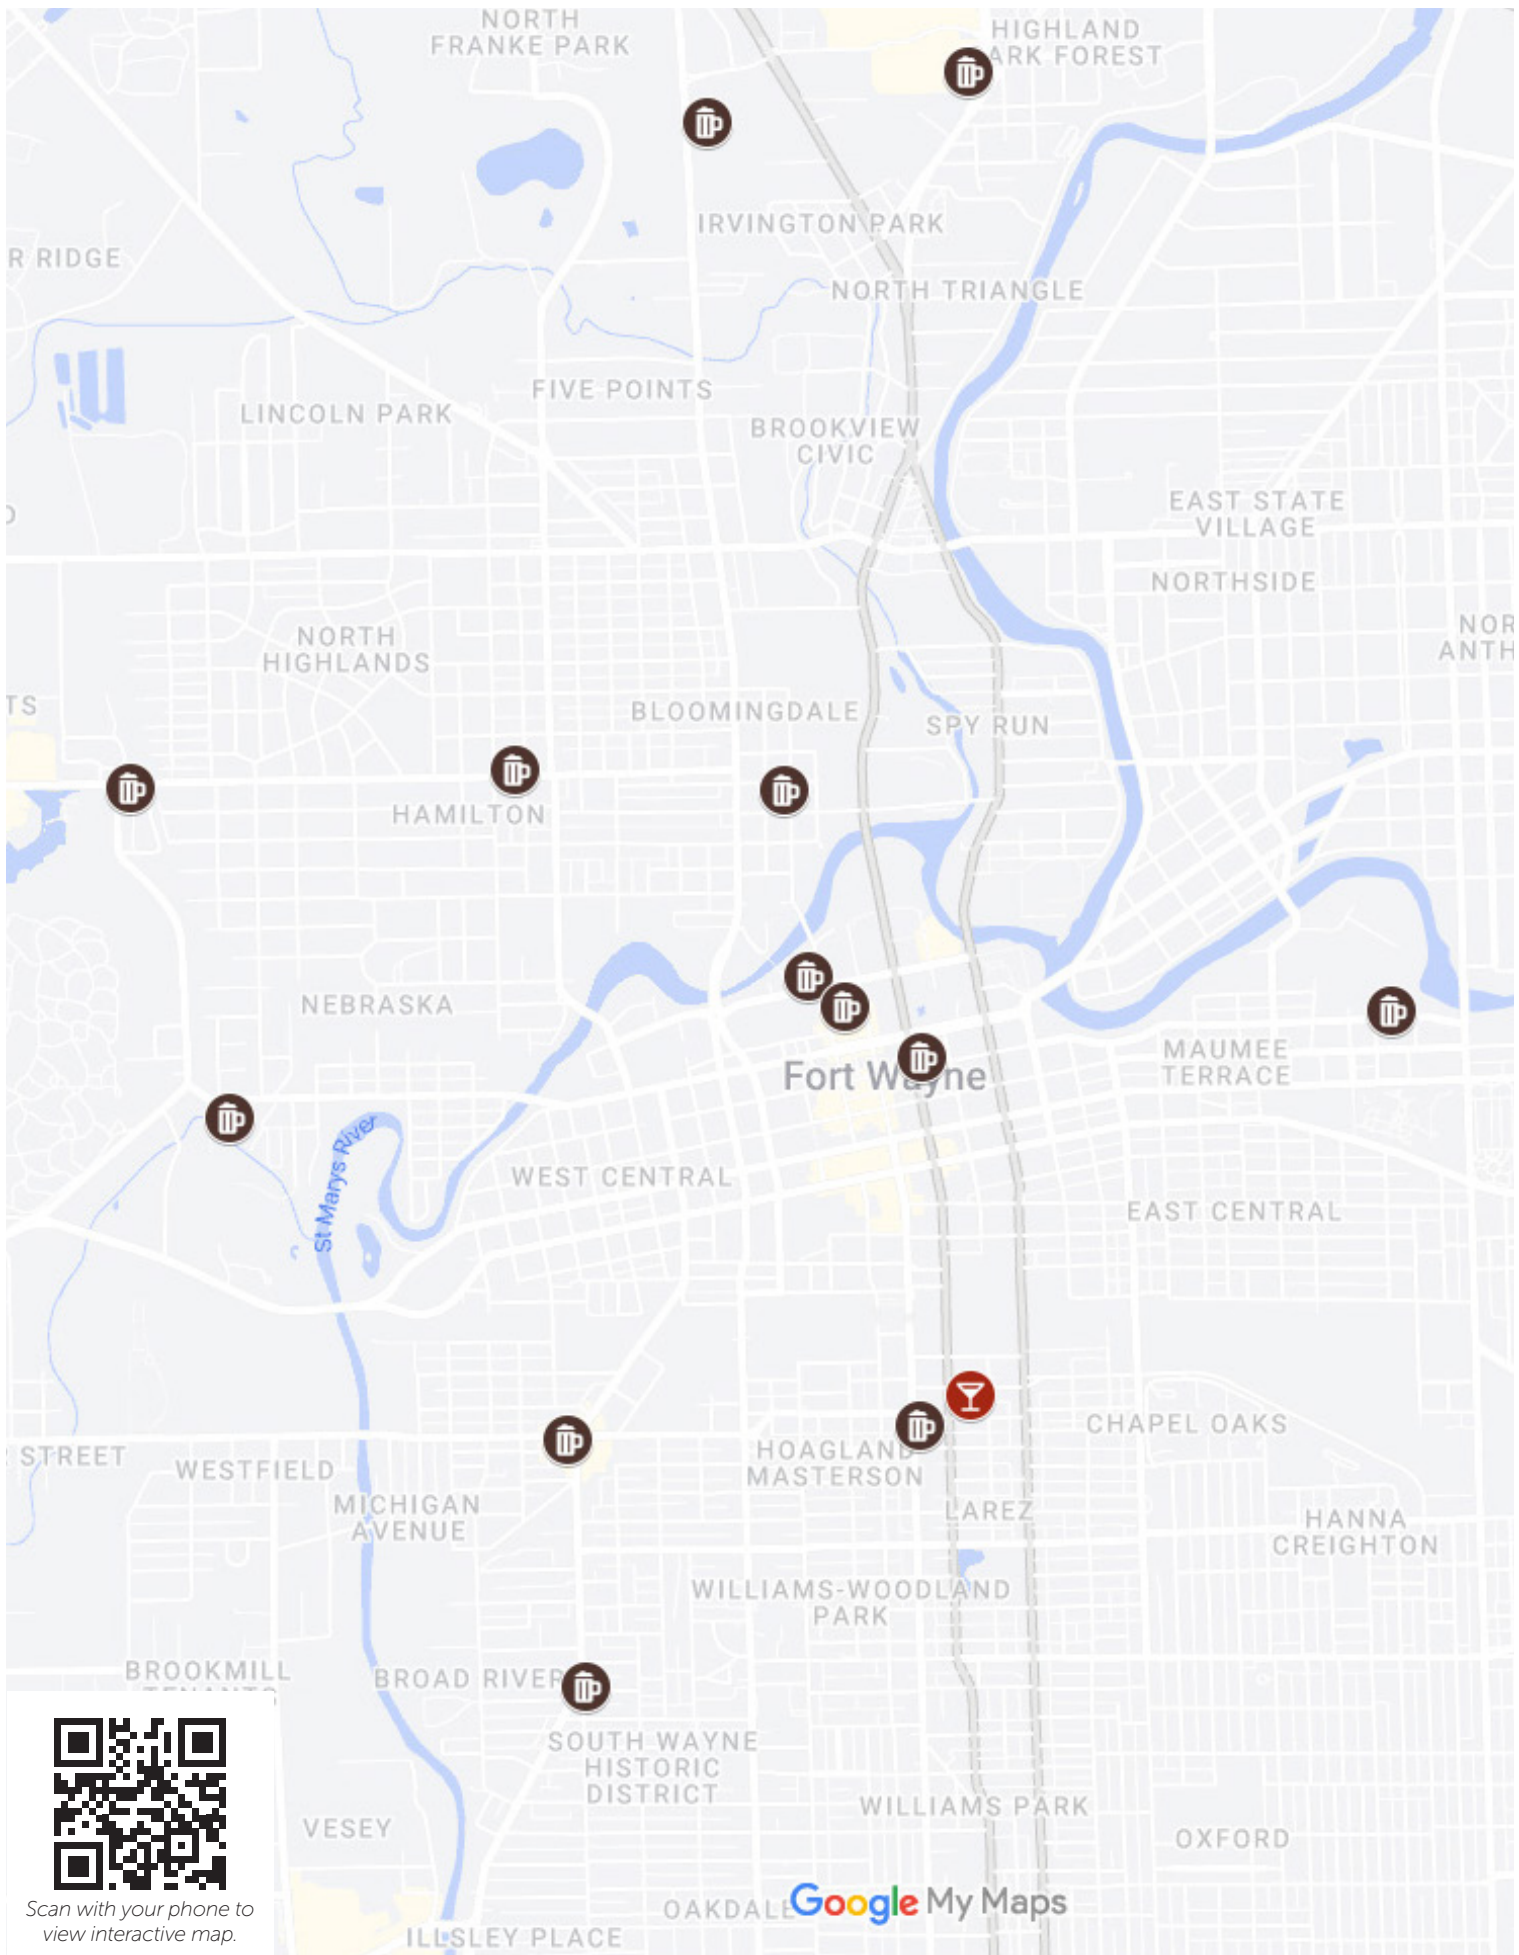 NORTH
FRANKE PARK
HIGHLAND
ARK FOREST
IRVINGTON PARK
R RIDGE
NORTH TRIANGLE
FIVE POINTS
LINCOLN PARK
BROOKVIEW
CIVIC
EAST STATE
VILLAGE
NORTHSIDE
NORTH
HIGHLANDS
NOR
ANTH
TS
BLOOMINGDALE
SPY RUN
HAMILTON
NEBRASKA
MAUMEE
TERRACE
Fort Wayne
St Marys River
WEST CENTRAL
EAST CENTRAL
CHAPEL OAKS
STREET
HOAGLAND
MASTERSON
WESTFIELD
MICHIGAN
AVENUE
LAREZ
HANNA
CREIGHTON
WILLIAMS-WOODLAND
PARK
BROOKMILL
TENANTS
BROAD RIVER
SOUTH WAYNE
HISTORIC
DISTRICT
WILLIAMS PARK
VESEY
OXFORD
OAKDALE
Google My Maps
Scan with your phone to
view interactive map.
ILLSLEY PLACE